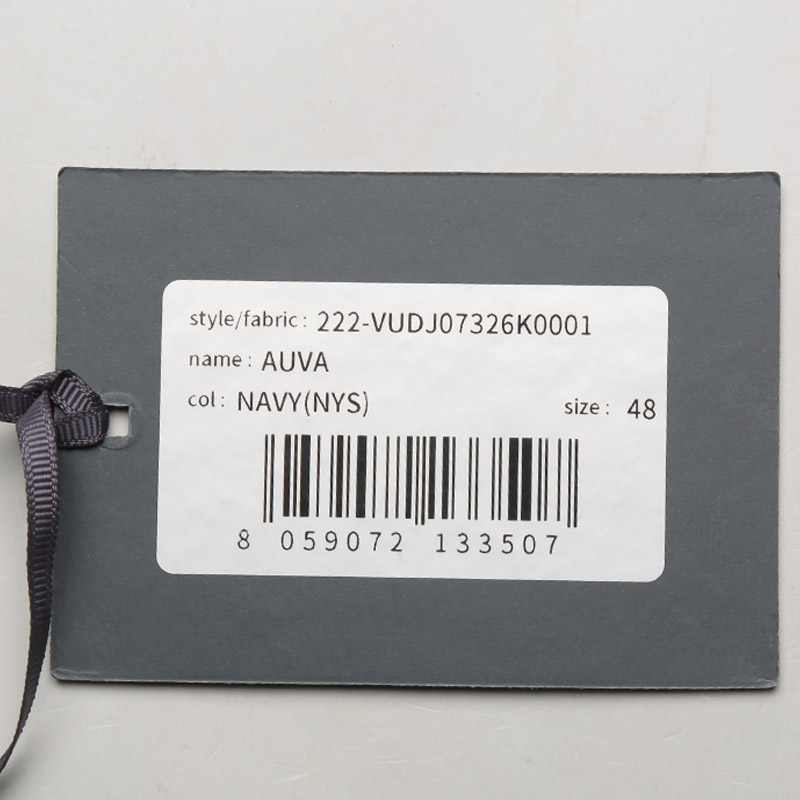 style/fabric : 222-VUDJ07326K0001
name : AUVA
col : NAVY(NYS) size : 48
8 059072 133507